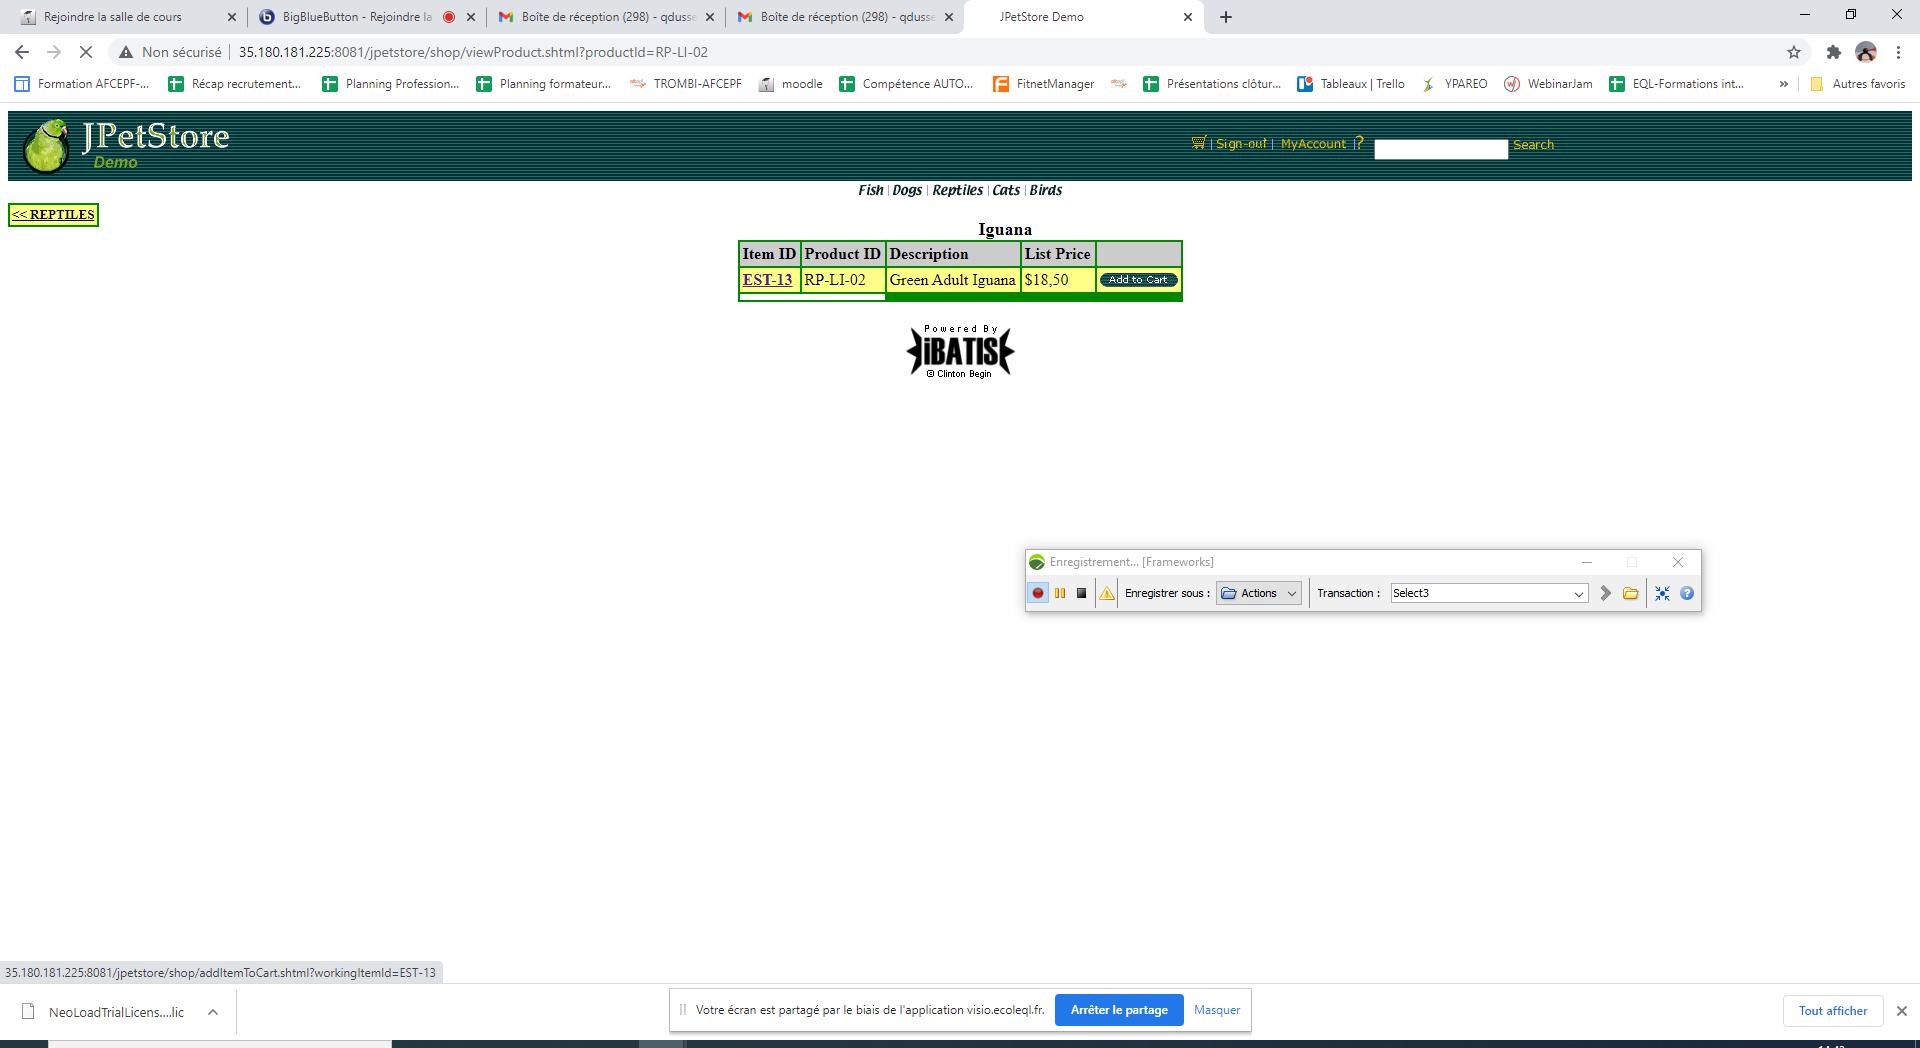 Rejoindre la salle de cours
BigBlueButton - Rejoindre la
Boîte de réception (298) - qdusse
Boîte de réception (298) - qdusse
JPetStore Demo
Non sécurisé
35.180.181.225:8081/jpetstore/shop/viewProduct.shtml?productId=RP-LI-02
Formation AFCEPF-...
Récap recrutement...
Planning Profession...
Planning formateur...
TROMBI-AFCEPF
moodle
Compétence AUTO...
FitnetManager
Présentations clôtur...
Tableaux | Trello
YPAREO
WebinarJam
EQL-Formations int...
»
Autres favoris
JPetStore
Demo
| Sign-out | MyAccount | ?
Search
Fish | Dogs | Reptiles | Cats | Birds
<< REPTILES
Iguana
Item ID Product ID Description List Price
EST-13 RP-LI-02 Green Adult Iguana $18,50 Add to Cart
Powered By
iBATIS
© Clinton Begin
Enregistrement... [Frameworks]
Enregistrer sous : Actions Transaction : Select3
35.180.181.225:8081/jpetstore/shop/addItemToCart.shtml?workingItemId=EST-13
NeoLoadTrialLicens....lic
Votre écran est partagé par le biais de l'application visio.ecoleql.fr.
Arrêter le partage
Masquer
Tout afficher